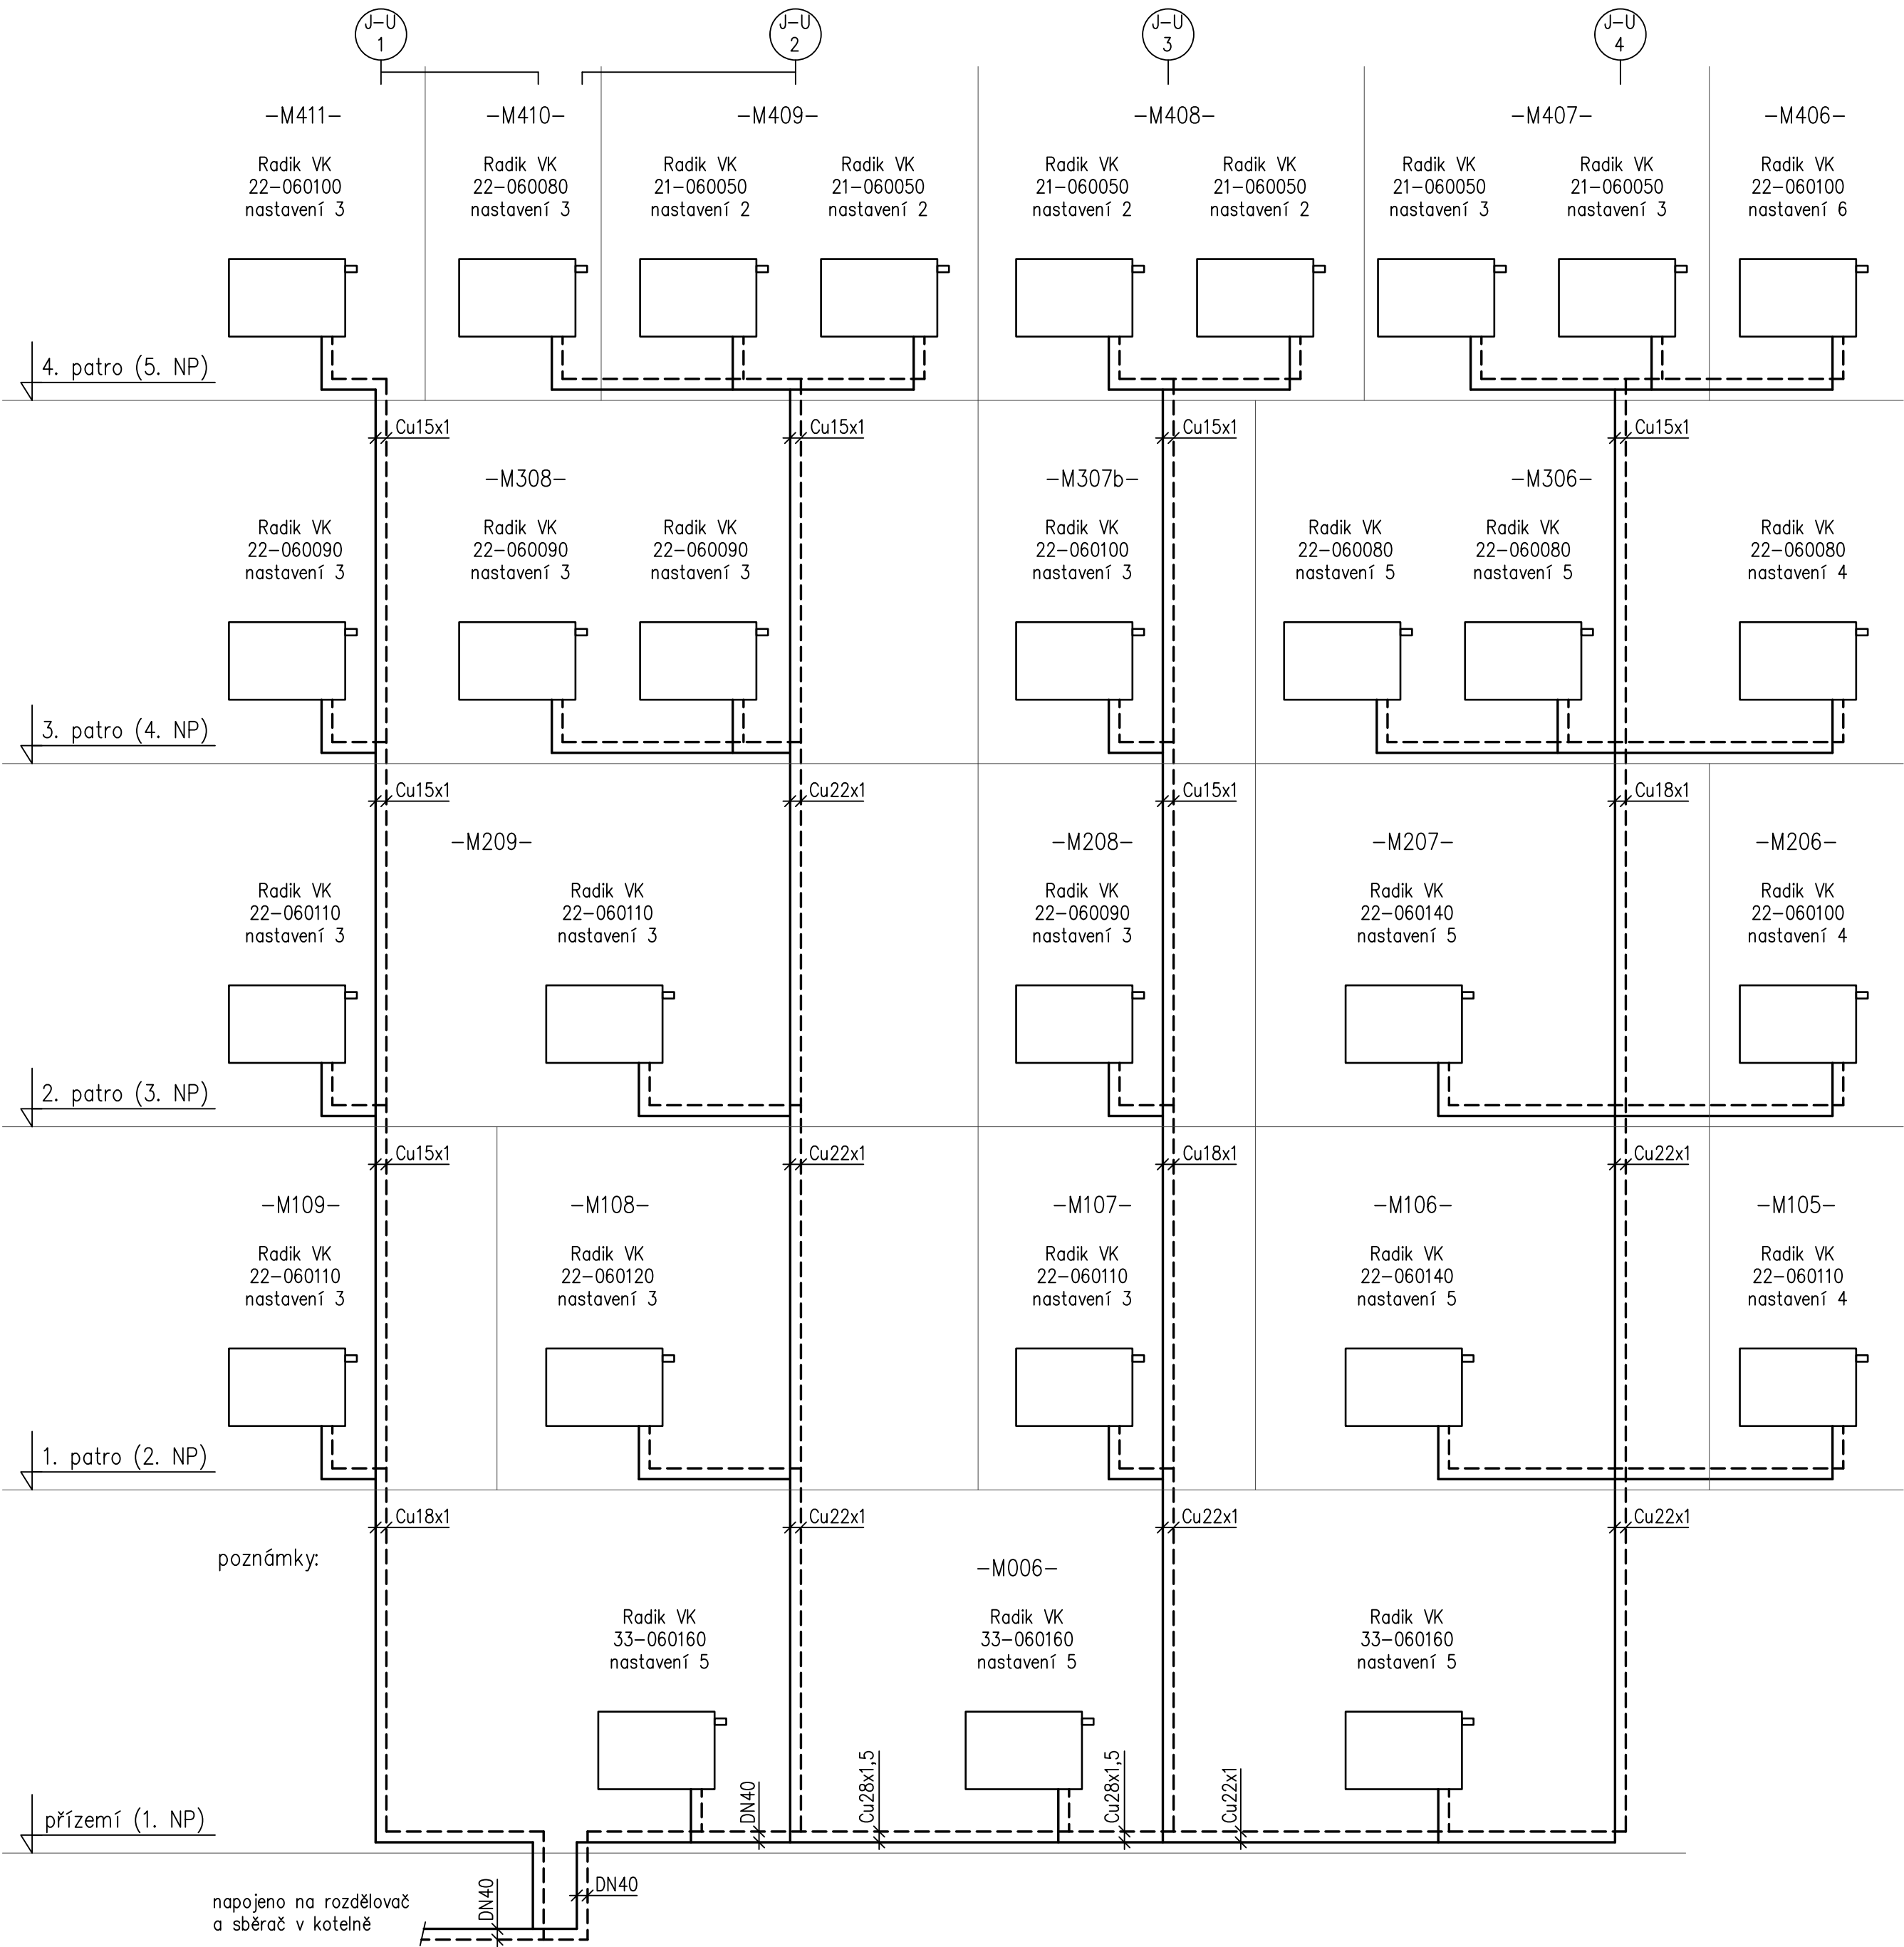 J-U
1
J-U
2
J-U
3
J-U
4
-M411-
-M410-
-M409-
-M408-
-M407-
-M406-
Radik VK
22-060100
nastavení 3
Radik VK
22-060080
nastavení 3
Radik VK
21-060050
nastavení 2
Radik VK
21-060050
nastavení 2
Radik VK
21-060050
nastavení 2
Radik VK
21-060050
nastavení 2
Radik VK
21-060050
nastavení 3
Radik VK
21-060050
nastavení 3
Radik VK
22-060100
nastavení 6
4. patro (5. NP)
Cu15x1
Cu15x1
Cu15x1
Cu15x1
-M308-
-M307b-
-M306-
Radik VK
22-060090
nastavení 3
Radik VK
22-060090
nastavení 3
Radik VK
22-060090
nastavení 3
Radik VK
22-060100
nastavení 3
Radik VK
22-060080
nastavení 5
Radik VK
22-060080
nastavení 5
Radik VK
22-060080
nastavení 4
3. patro (4. NP)
Cu15x1
Cu22x1
Cu15x1
Cu18x1
-M209-
-M208-
-M207-
-M206-
Radik VK
22-060110
nastavení 3
Radik VK
22-060110
nastavení 3
Radik VK
22-060090
nastavení 3
Radik VK
22-060140
nastavení 5
Radik VK
22-060100
nastavení 4
2. patro (3. NP)
Cu15x1
Cu22x1
Cu18x1
Cu22x1
-M109-
-M108-
-M107-
-M106-
-M105-
Radik VK
22-060110
nastavení 3
Radik VK
22-060120
nastavení 3
Radik VK
22-060110
nastavení 3
Radik VK
22-060140
nastavení 5
Radik VK
22-060110
nastavení 4
1. patro (2. NP)
Cu18x1
Cu22x1
Cu22x1
Cu22x1
poznámky:
-M006-
Radik VK
33-060160
nastavení 5
Radik VK
33-060160
nastavení 5
Radik VK
33-060160
nastavení 5
DN40
Cu28x1,5
Cu28x1,5
Cu22x1
přízemí (1. NP)
DN40
DN40
napojeno na rozdělovač
a sběrač v kotelně